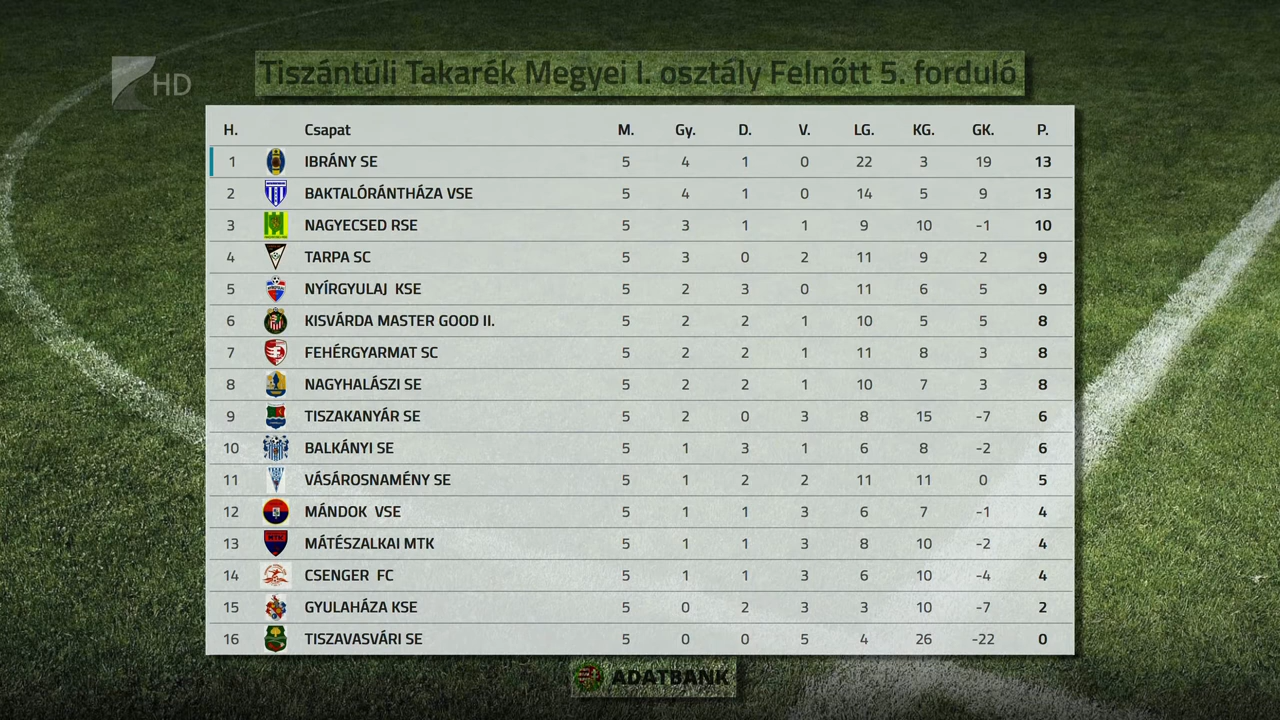 HD
Tiszántúli Takarék Megyei I. osztály Felnőtt 5. forduló
H. Csapat M. Gy. D. V. LG. KG. GK. P.
1 IBRÁNY SE 5 4 1 0 22 3 19 13
2 BAKTALÓRÁNTHÁZA VSE 5 4 1 0 14 5 9 13
3 NAGYECSED RSE 5 3 1 1 9 10 -1 10
4 TARPA SC 5 3 0 2 11 9 2 9
5 NYÍRGYULAJ KSE 5 2 3 0 11 6 5 9
6 KISVÁRDA MASTER GOOD II. 5 2 2 1 10 5 5 8
7 FEHÉRGYARMAT SC 5 2 2 1 11 8 3 8
8 NAGYHALÁSZI SE 5 2 2 1 10 7 3 8
9 TISZAKANYÁR SE 5 2 0 3 8 15 -7 6
10 BALKÁNYI SE 5 1 3 1 6 8 -2 6
11 VÁSÁROSNAMÉNY SE 5 1 2 2 11 11 0 5
12 MÁNDOK VSE 5 1 1 3 6 7 -1 4
13 MÁTÉSZALKAI MTK 5 1 1 3 8 10 -2 4
14 CSENGER FC 5 1 1 3 6 10 -4 4
15 GYULAHÁZA KSE 5 0 2 3 3 10 -7 2
16 TISZAVASVÁRI SE 5 0 0 5 4 26 -22 0
ADATBANK